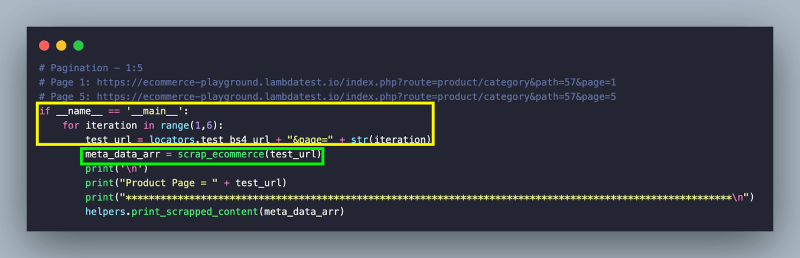 # Pagination - 1:5
# Page 1: https://ecommerce-playground.lambdatest.io/index.php?route=product/category&path=57&page=1
# Page 5: https://ecommerce-playground.lambdatest.io/index.php?route=product/category&path=57&page=5
if __name__ == '__main__':
    for iteration in range(1,6):
        test_url = locators.test_bs4_url + "&page=" + str(iteration)
        meta_data_arr = scrap_ecommerce(test_url)
        print('\n')
        print("Product Page = " + test_url)
        print("********************************************************************************************************\n")
        helpers.print_scrapped_content(meta_data_arr)